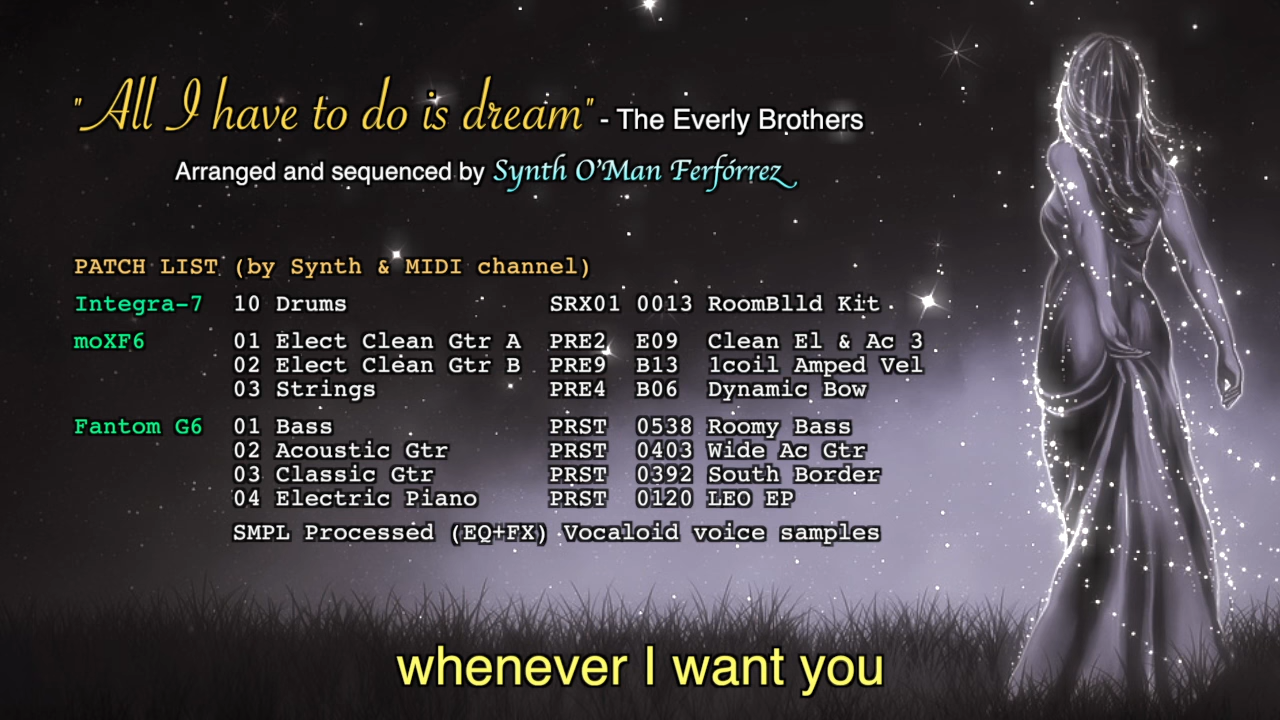 "All I have to do is dream" - The Everly Brothers
Arranged and sequenced by Synth O'Man Ferfórrez
PATCH LIST (by Synth & MIDI channel)
Integra-7 10 Drums SRX01 0013 RoomBlld Kit
moXF6 01 Elect Clean Gtr A PRE2 E09 Clean El & Ac 3
02 Elect Clean Gtr B PRE9 B13 1coil Amped Vel
03 Strings PRE4 B06 Dynamic Bow
Fantom G6 01 Bass PRST 0538 Roomy Bass
02 Acoustic Gtr PRST 0403 Wide Ac Gtr
03 Classic Gtr PRST 0392 South Border
04 Electric Piano PRST 0120 LEO EP
SMPL Processed (EQ+FX) Vocaloid voice samples
whenever I want you